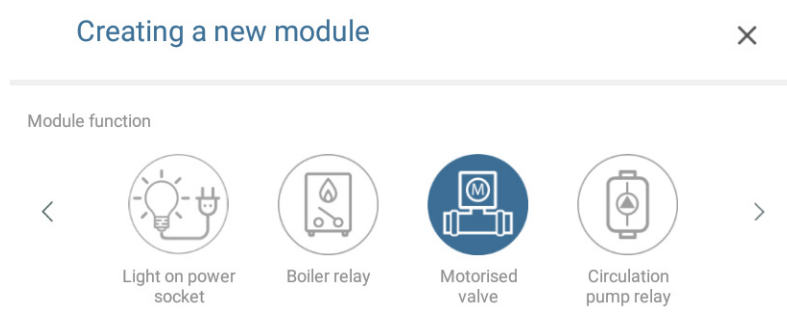 Creating a new module
Module function
M
Light on power
socket
Boiler relay
Motorised
valve
Circulation
pump relay